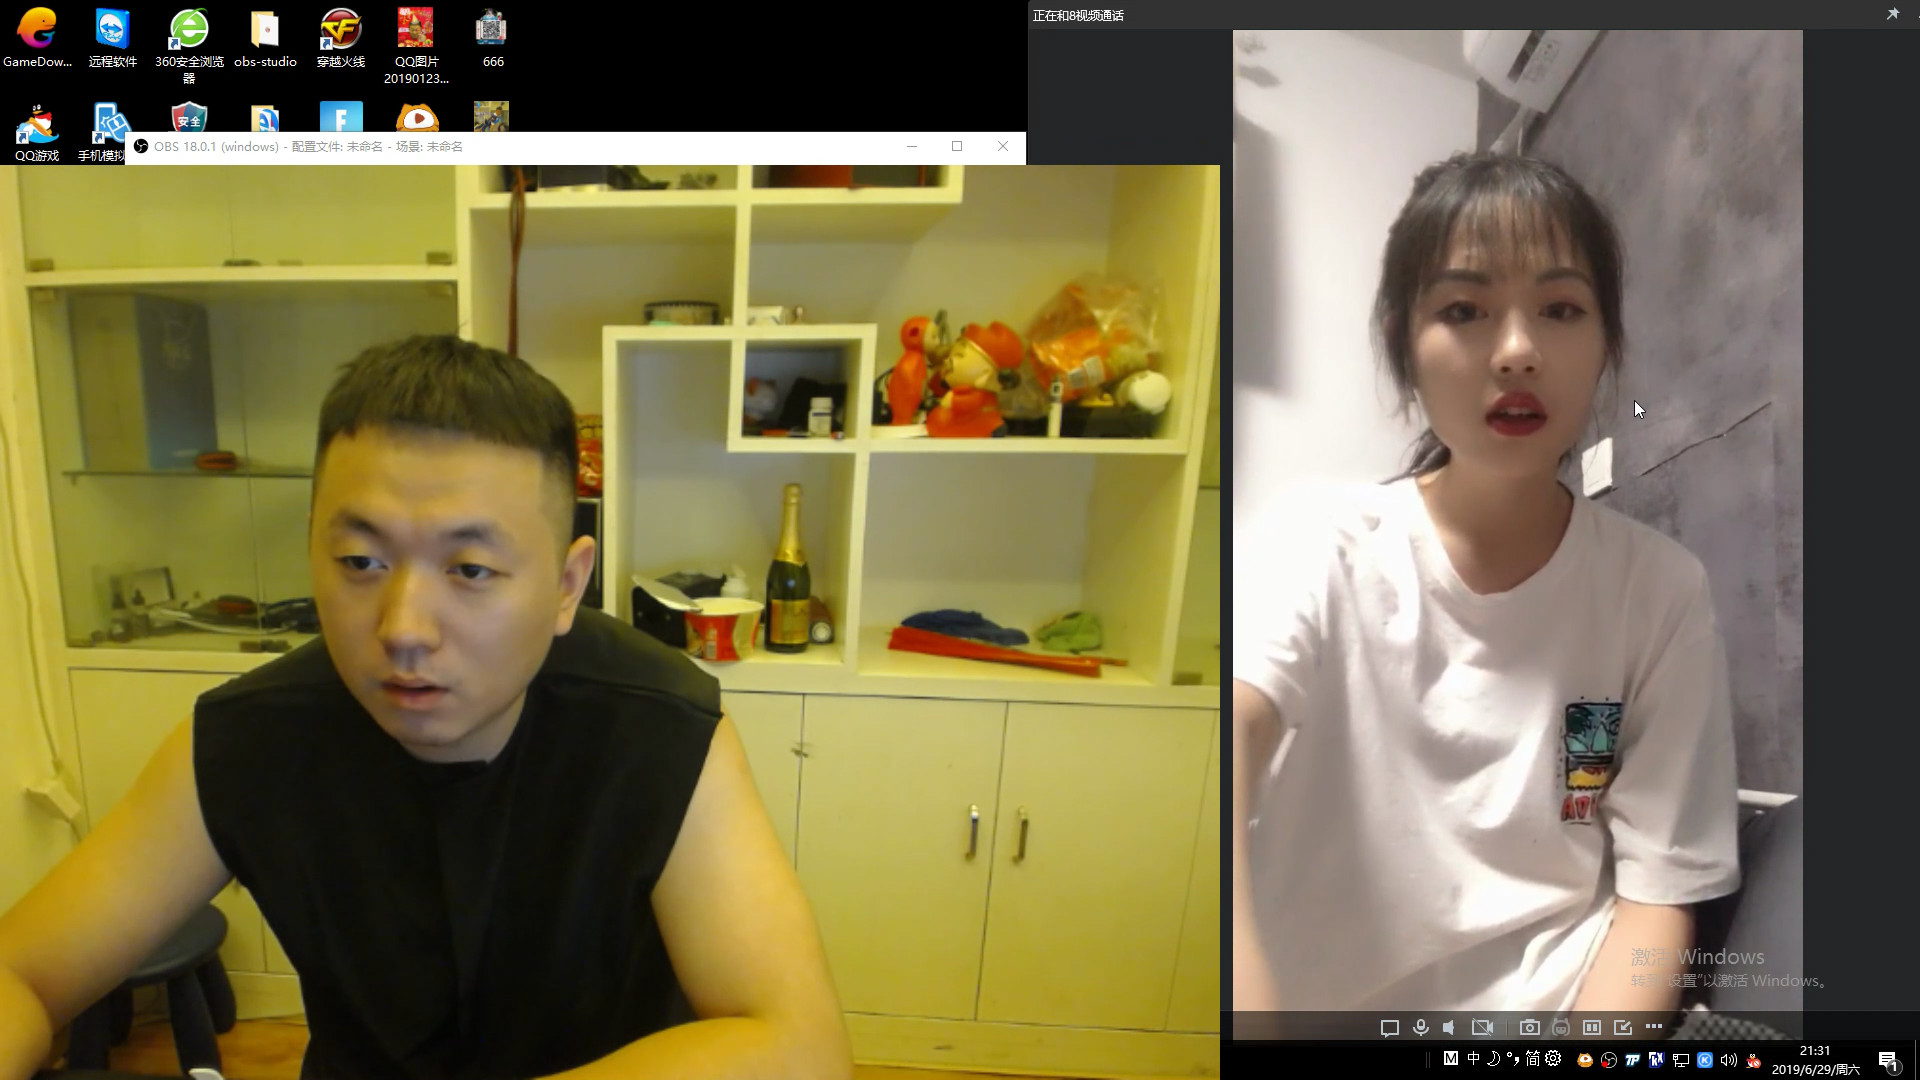 GameDow...
远程软件
360安全浏览
器
obs-studio
穿越火线
QQ图片
20190123...
666
安全
F
QQ游戏
手机模拟
OBS 18.0.1 (windows) - 配置文件: 未命名 - 场景: 未命名
正在和8视频通话
激活 Windows
转到"设置"以激活 Windows。
M 中 简
21:31
2019/6/29/周六
1